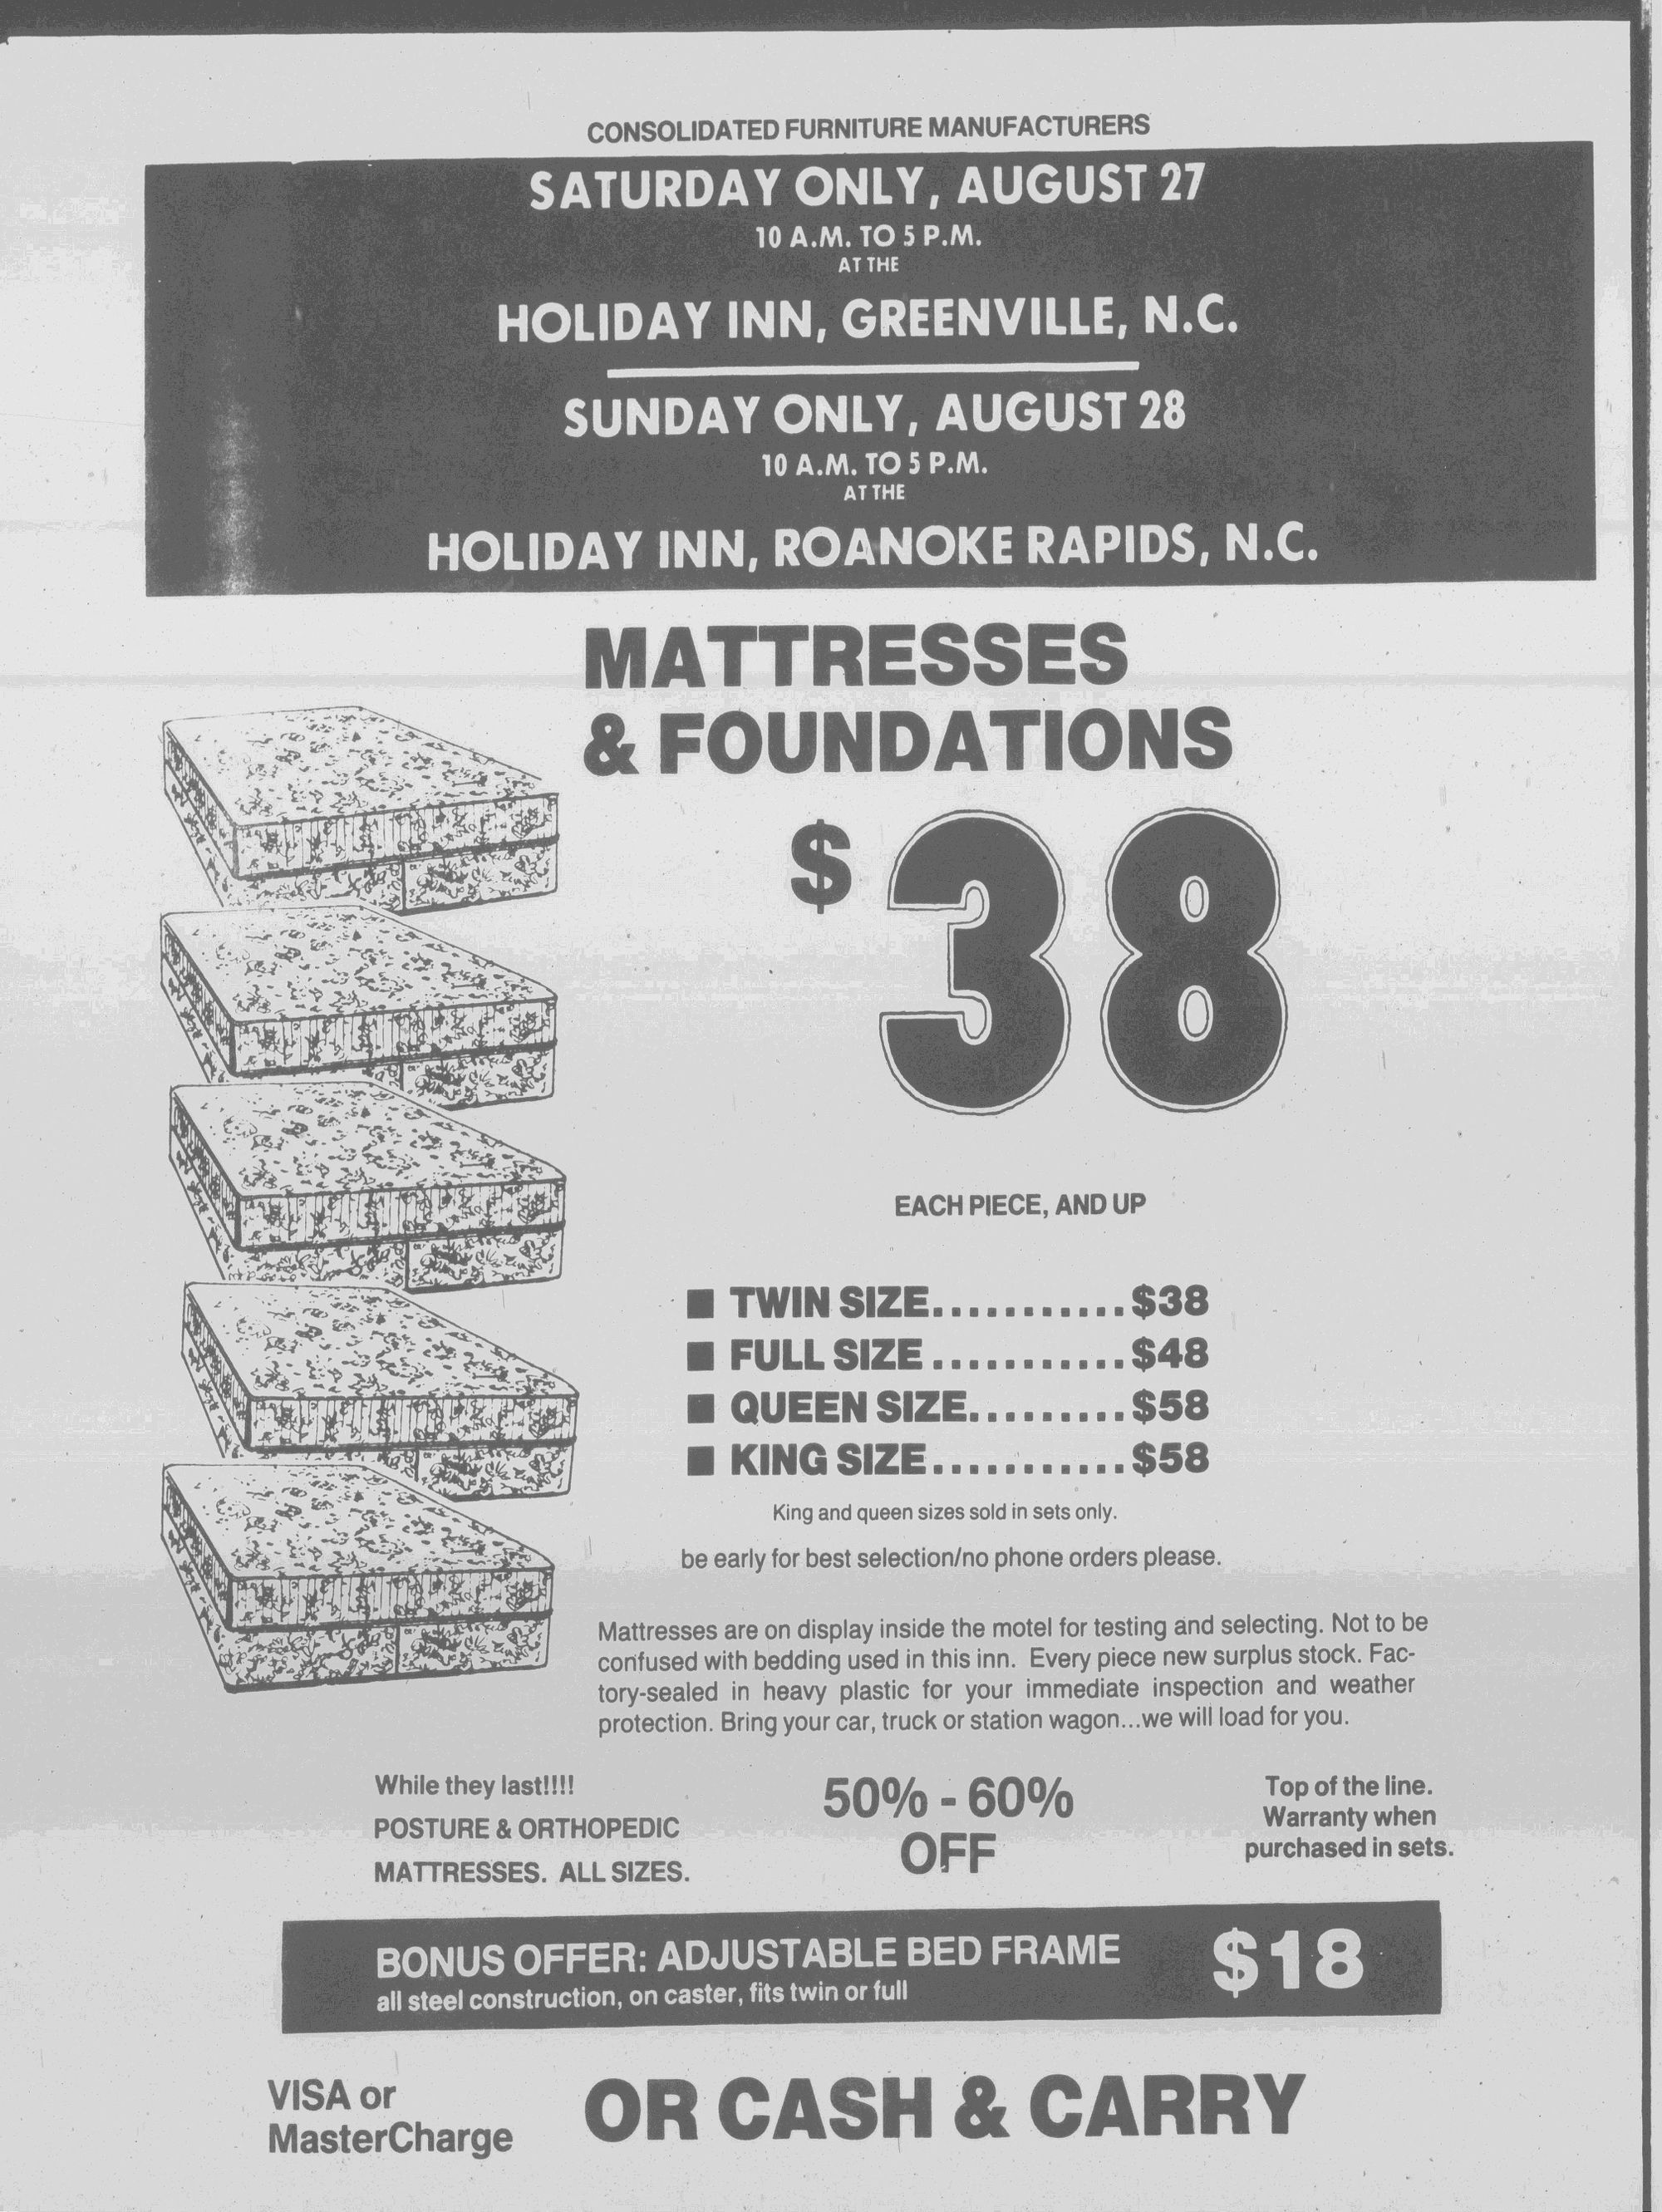 CONSOLIDATED FURNITURE MANUFACTURERS
SATURDAY ONLY, AUGUST 27
10 A.M. TO 5 P.M.
AT THE
HOLIDAY INN, GREENVILLE, N.C.
SUNDAY ONLY, AUGUST 28
10 A.M. TO 5 P.M.
AT THE
HOLIDAY INN, ROANOKE RAPIDS, N.C.
MATTRESSES
& FOUNDATIONS
$38
EACH PIECE, AND UP
■ TWIN SIZE...........$38
■ FULL SIZE...........$48
■ QUEEN SIZE.........$58
■ KING SIZE...........$58
King and queen sizes sold in sets only.
be early for best selection/no phone orders please.
Mattresses are on display inside the motel for testing and selecting. Not to be
confused with bedding used in this inn. Every piece new surplus stock. Fac-
tory-sealed in heavy plastic for your immediate inspection and weather
protection. Bring your car, truck or station wagon...we will load for you.
While they last!!!!
POSTURE & ORTHOPEDIC
MATTRESSES. ALL SIZES.
50% - 60%
OFF
Top of the line.
Warranty when
purchased in sets.
BONUS OFFER: ADJUSTABLE BED FRAME
all steel construction, on caster, fits twin or full
$18
VISA or
MasterCharge
OR CASH & CARRY